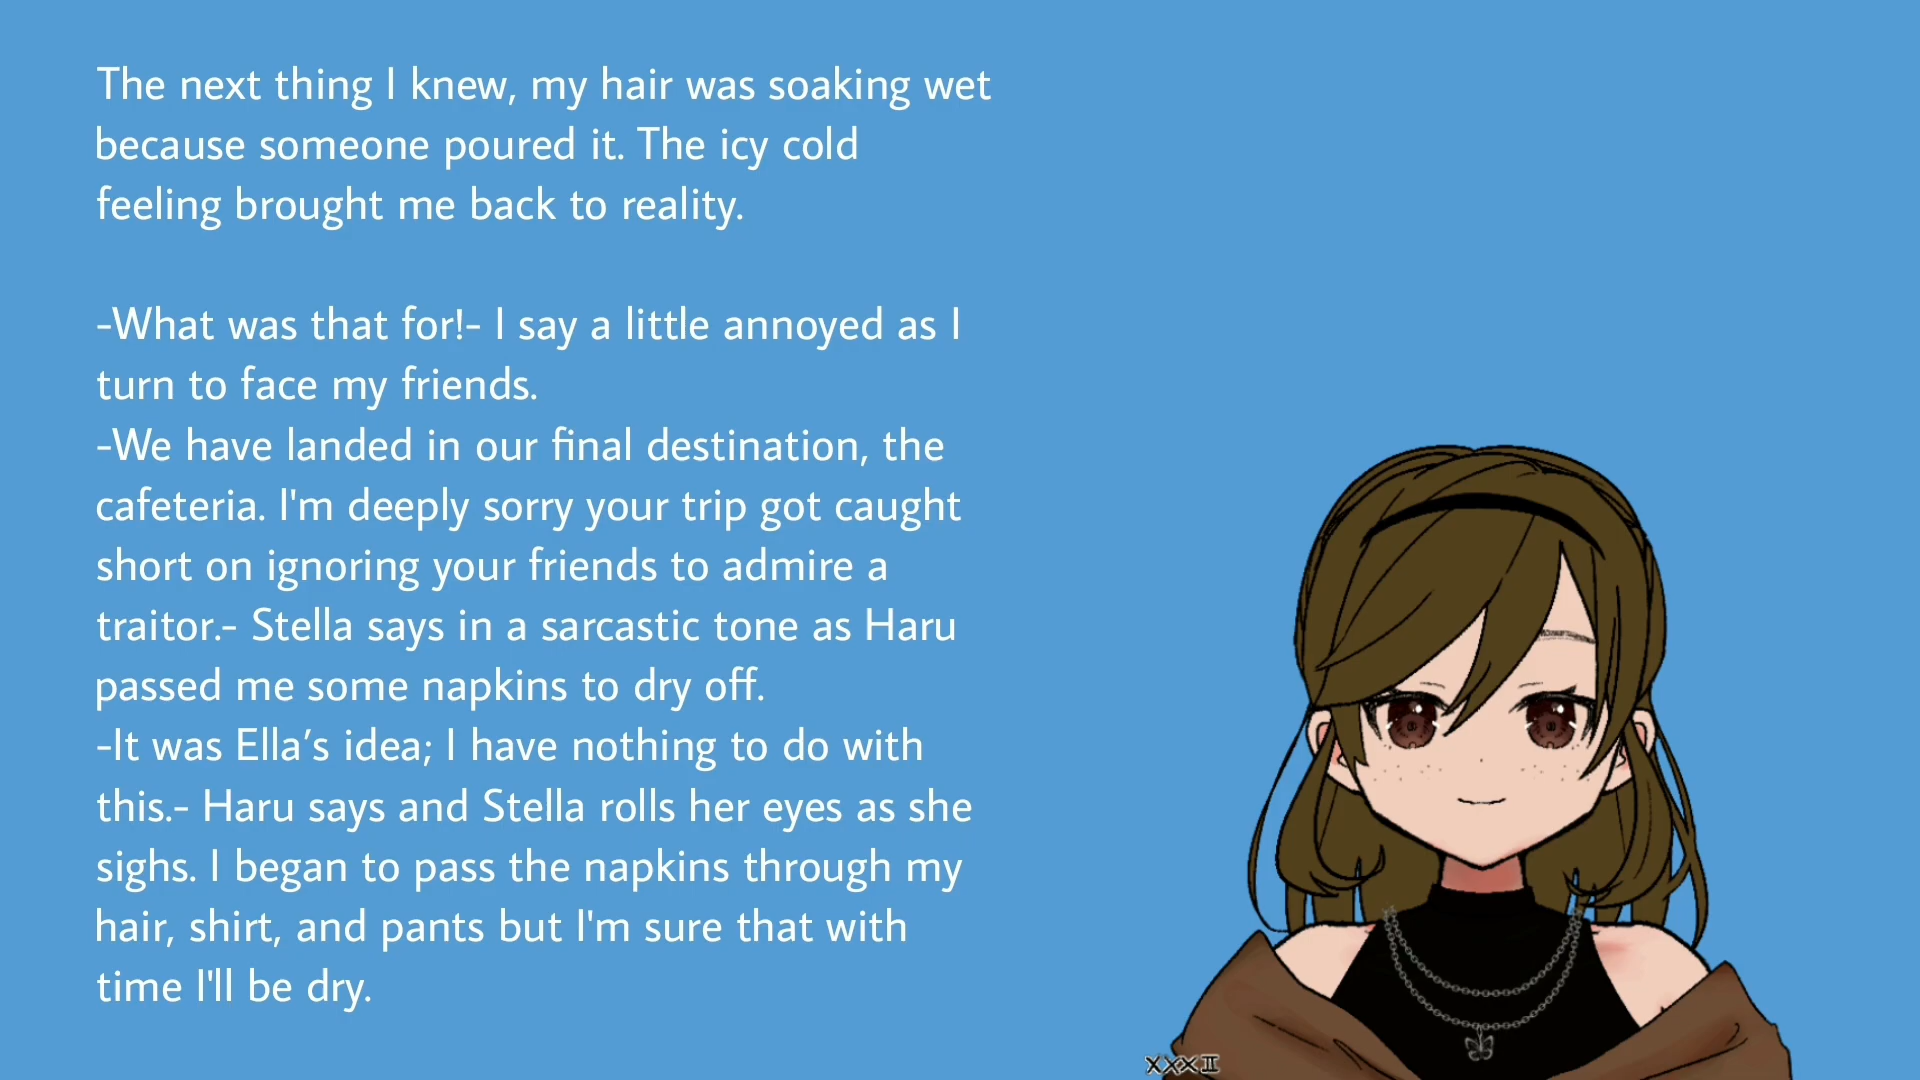 The next thing I knew, my hair was soaking wet
because someone poured it. The icy cold
feeling brought me back to reality.
-What was that for!- I say a little annoyed as I
turn to face my friends.
-We have landed in our final destination, the
cafeteria. I'm deeply sorry your trip got caught
short on ignoring your friends to admire a
traitor.- Stella says in a sarcastic tone as Haru
passed me some napkins to dry off.
-It was Ella’s idea; I have nothing to do with
this.- Haru says and Stella rolls her eyes as she
sighs. I began to pass the napkins through my
hair, shirt, and pants but I'm sure that with
time I'll be dry.
XXXII